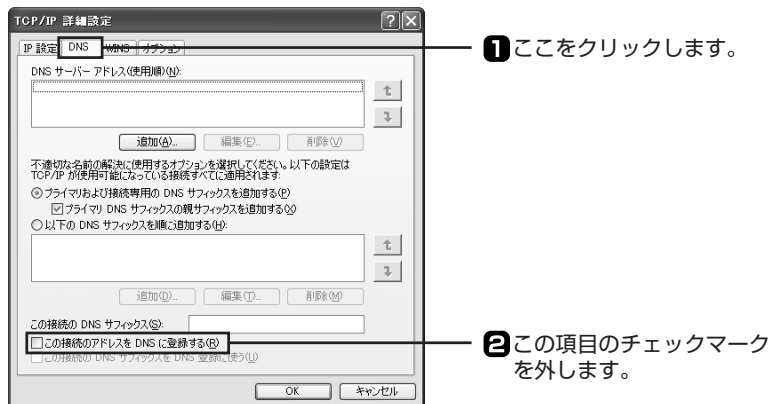 TCP/IP 詳細設定
IP 設定 DNS WINS オプション
1 ここをクリックします。
DNS サーバー アドレス(使用順)(N):
追加(A)... 編集(E)... 削除(V)
不適切な名前の解決に使用するオプションを選択してください。以下の設定は
TCP/IP が使用可能になっている接続すべてに適用されます:
プライマリおよび接続専用の DNS サフィックスを追加する(P)
プライマリ DNS サフィックスの親サフィックスを追加する(X)
以下の DNS サフィックスを順に追加する(H):
追加(D)... 編集(T)... 削除(M)
この接続の DNS サフィックス(S):
この接続のアドレスを DNS に登録する(R)
2 この項目のチェックマーク
を外します。
この接続の DNS サフィックスを DNS 登録に使う(U)
OK キャンセル